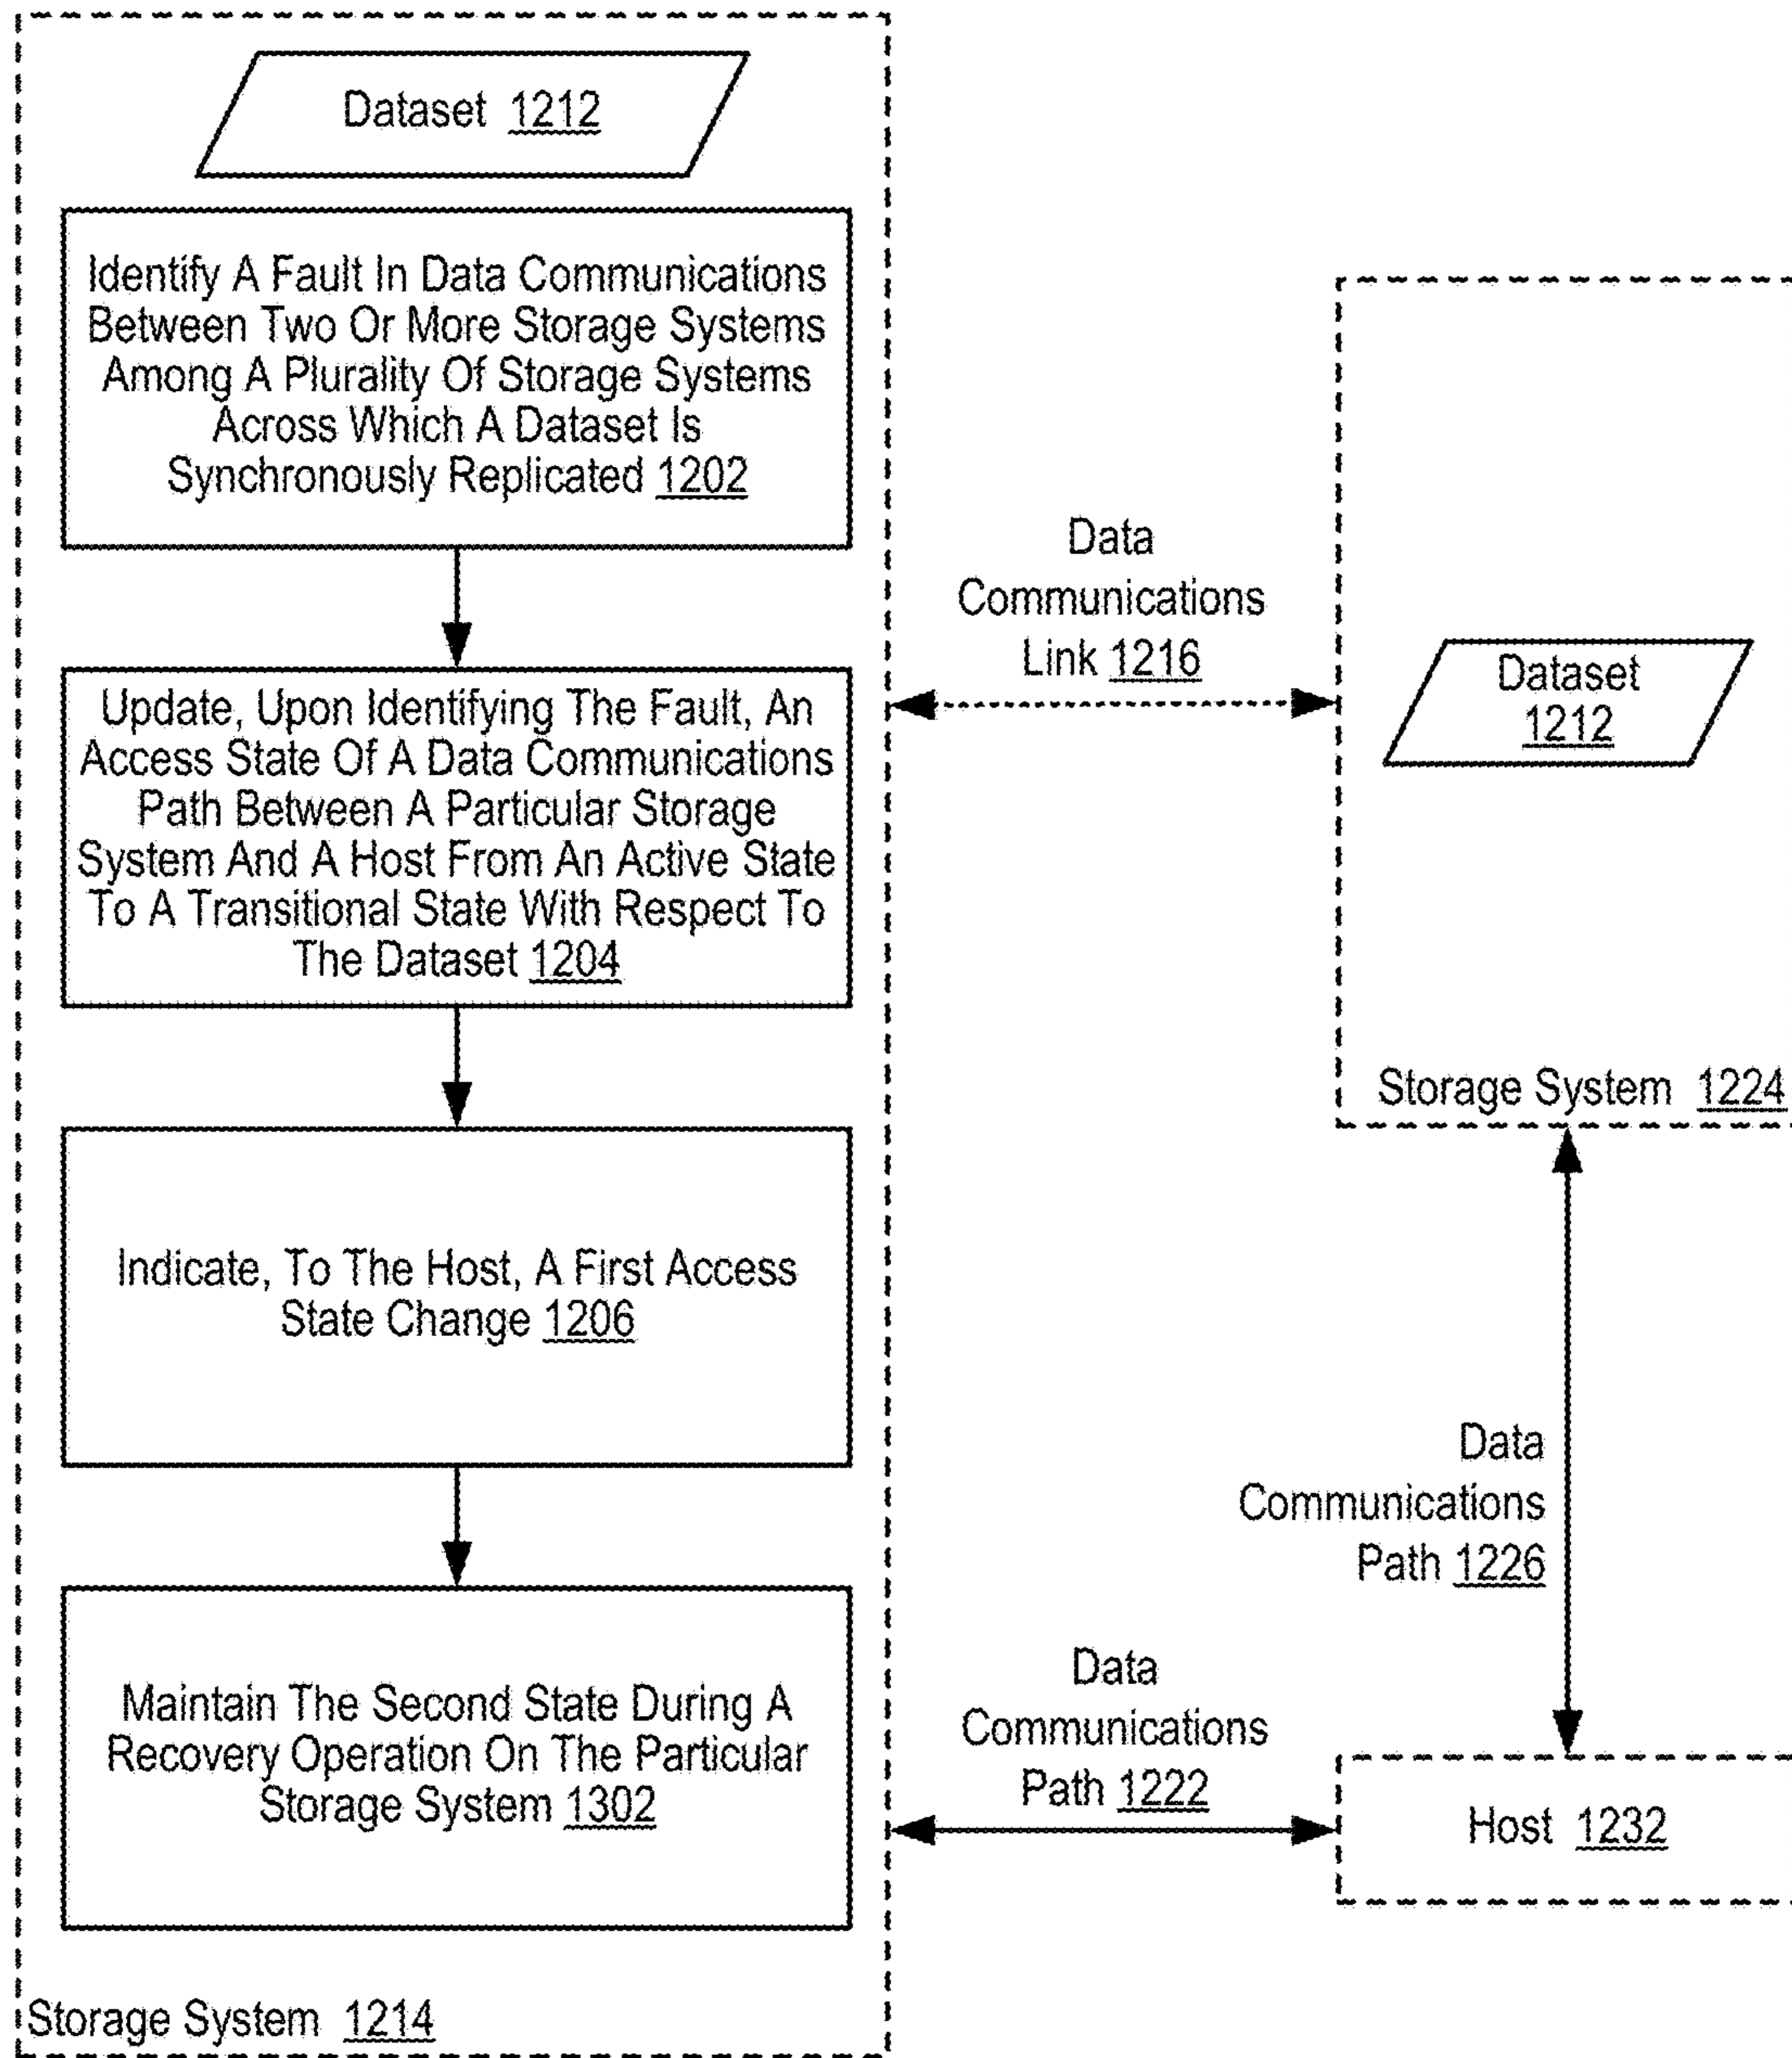 Dataset 1212
Identify A Fault In Data Communications
Between Two Or More Storage Systems
Among A Plurality Of Storage Systems
Across Which A Dataset Is
Synchronously Replicated 1202
Update, Upon Identifying The Fault, An
Access State Of A Data Communications
Path Between A Particular Storage
System And A Host From An Active State
To A Transitional State With Respect To
The Dataset 1204
Indicate, To The Host, A First Access
State Change 1206
Maintain The Second State During A
Recovery Operation On The Particular
Storage System 1302
Storage System 1214
Data
Communications
Link 1216
Dataset
1212
Storage System 1224
Data
Communications
Path 1226
Data
Communications
Path 1222
Host 1232